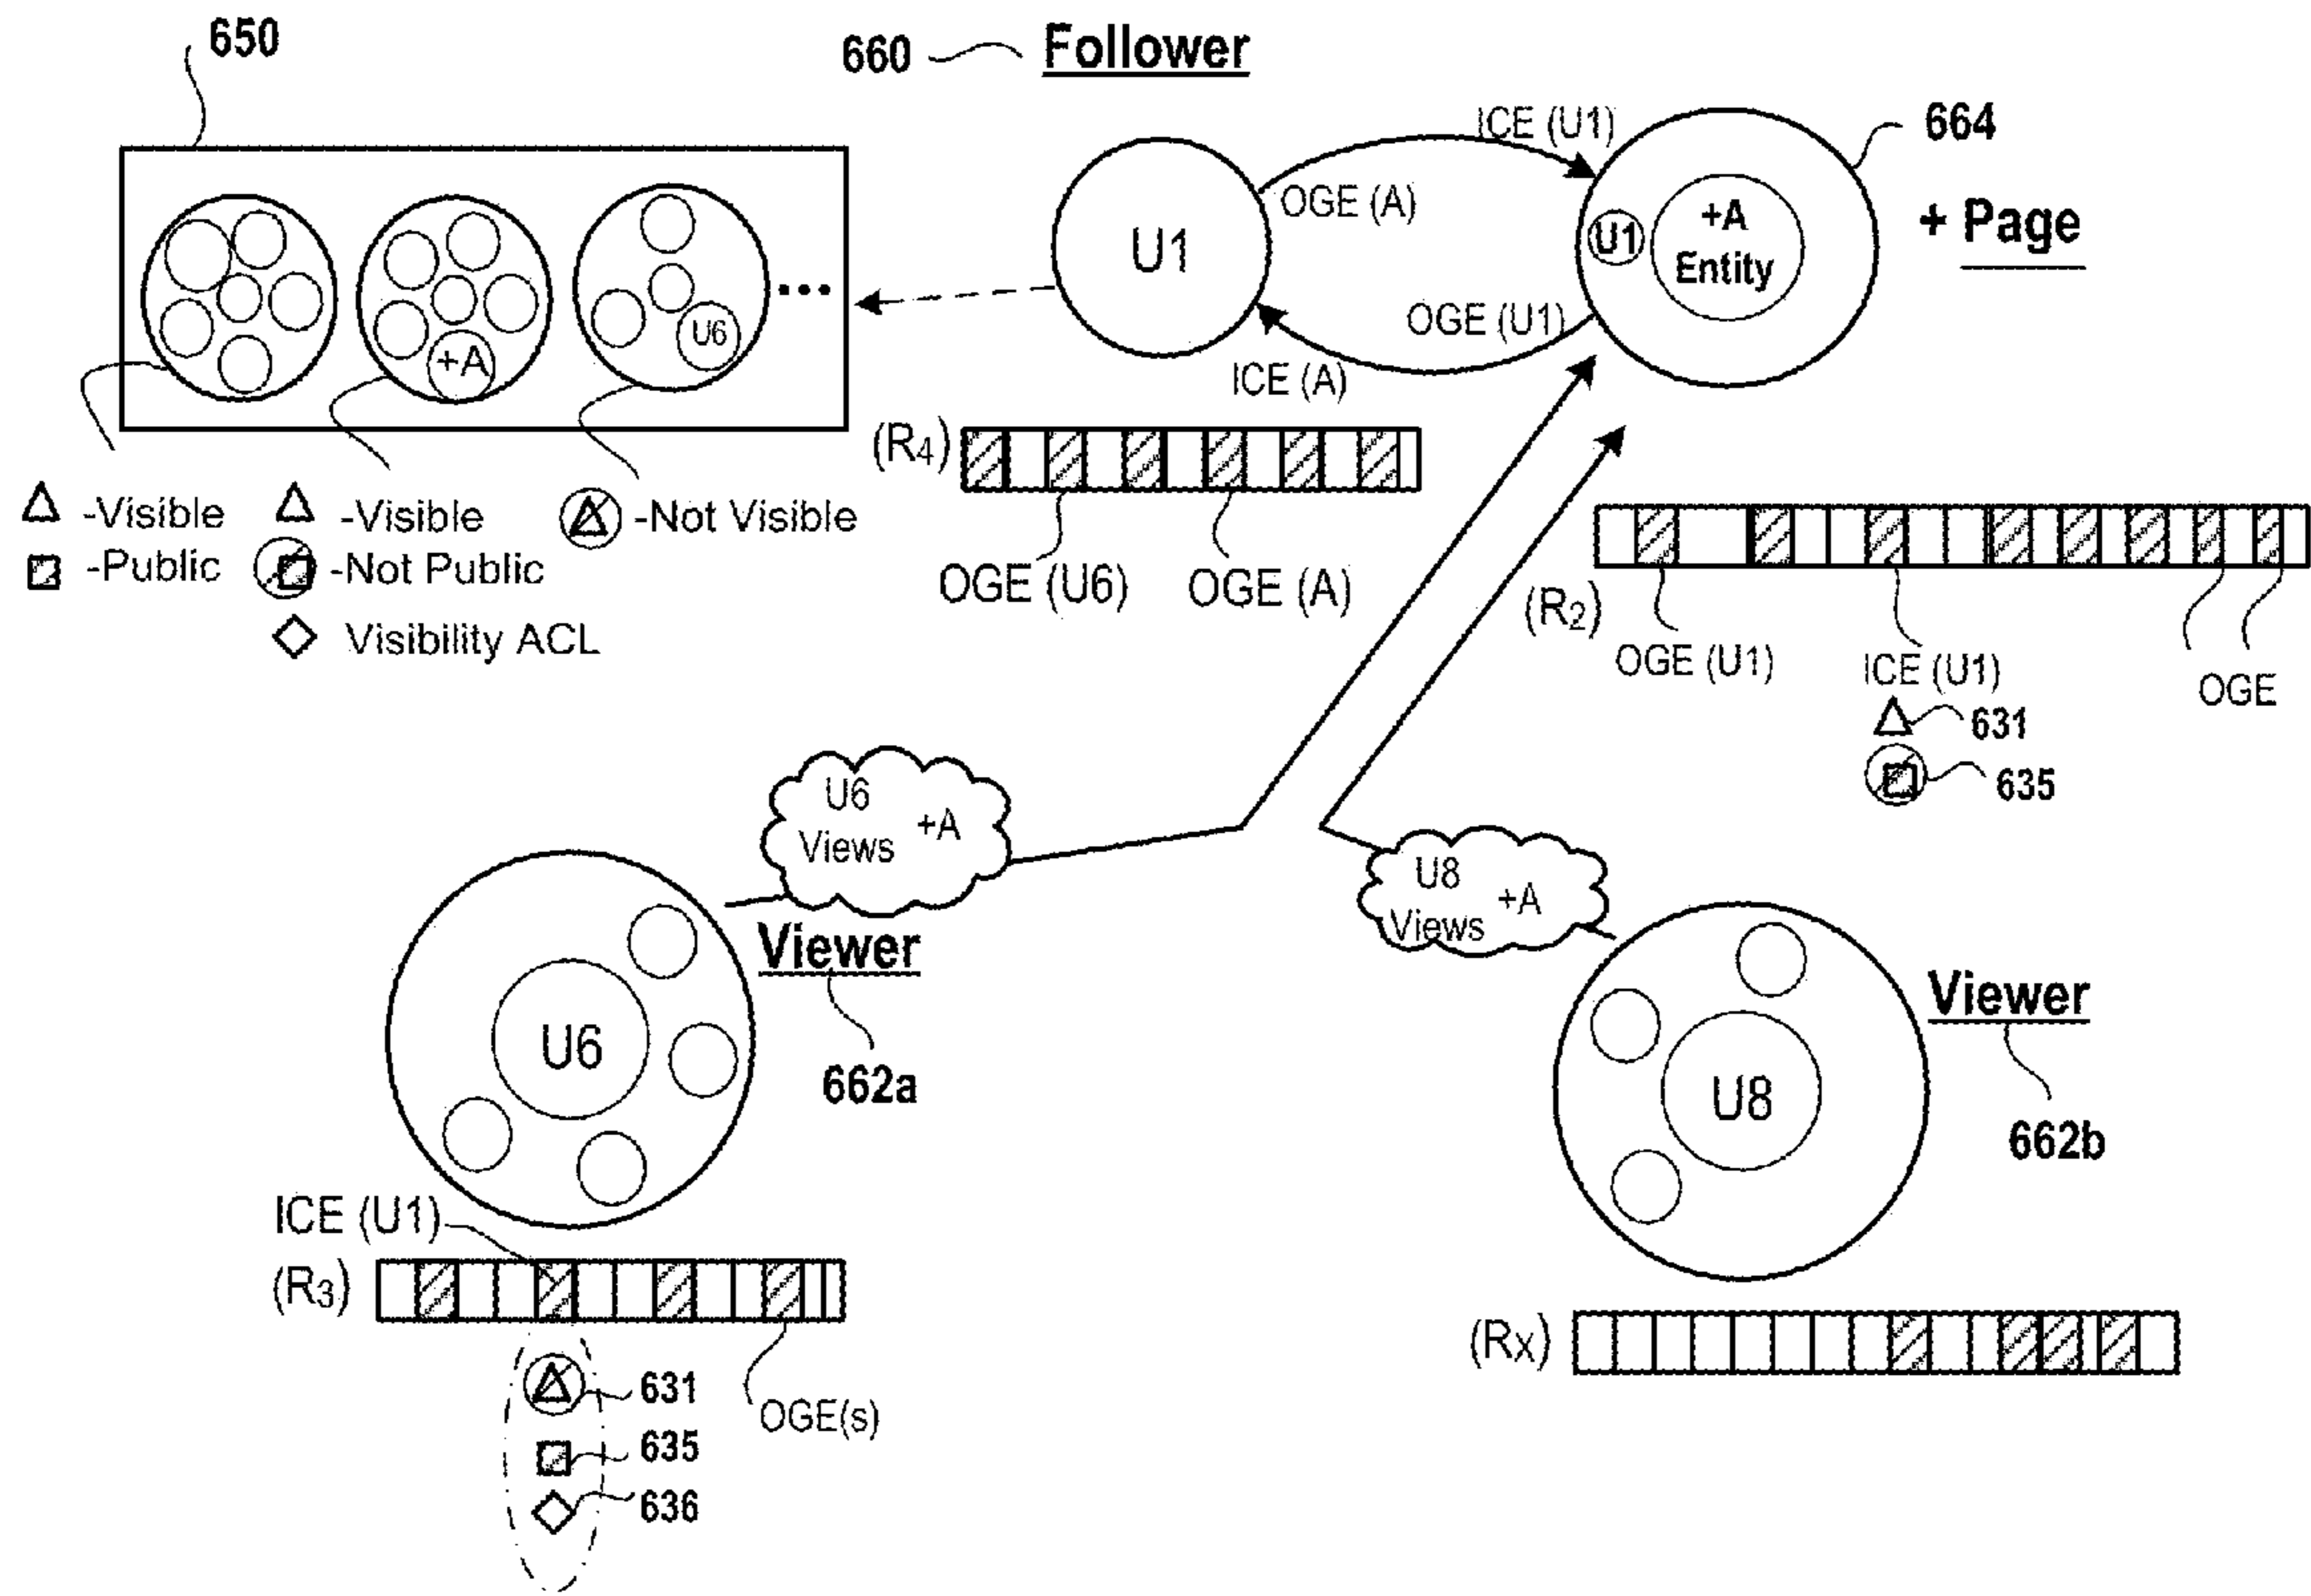 650
660 Follower
ICE (U1)
664
OGE (A)
U1
U1
+A
Entity
+ Page
U6
+A
...
OGE (U1)
ICE (A)
(R4)
-Visible
-Visible
-Not Visible
-Public
-Not Public
Visibility ACL
OGE (U6)
OGE (A)
(R2)
OGE (U1)
ICE (U1)
OGE
631
635
U6
Views
+A
U8
Views
+A
Viewer
662a
U6
Viewer
662b
U8
ICE (U1)
(R3)
(RX)
631
OGE(s)
635
636